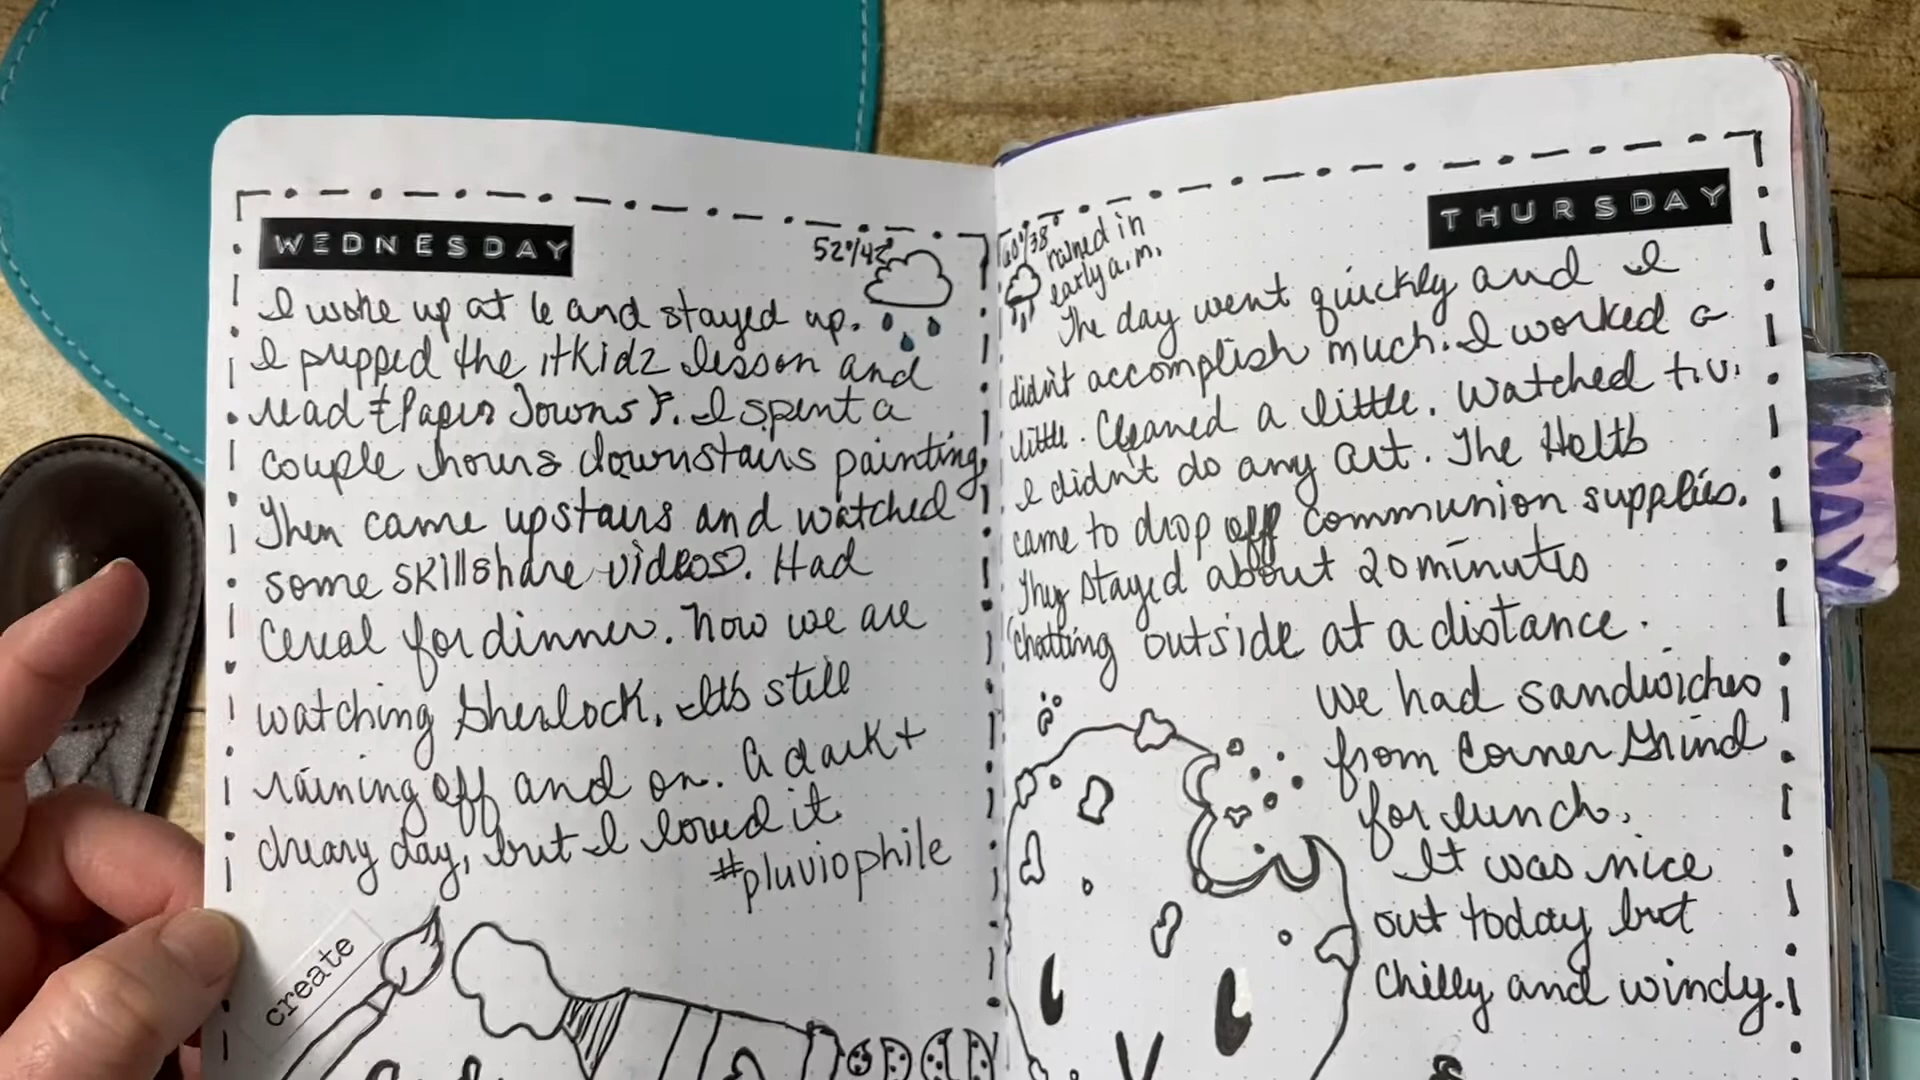 WEDNESDAY
52°/42°
I woke up at 6 and stayed up.
I prepped the itKidz lesson and
read {Paper Towns}. I spent a
couple hours downstairs painting.
Then came upstairs and watched
some skillshare videos. Had
Cereal for dinner. Now we are
watching Sherlock. It's still
raining off and on. A dark +
dreary day, but I loved it
#pluviophile
create
THURSDAY
60°/38°
rained in
early a.m.
The day went quickly and I
didn't accomplish much. I worked a
little. Cleaned a little. Watched t.v.
I didn't do any art. The Holts
came to drop off communion supplies.
They stayed about 20 minutes
chatting outside at a distance.
We had sandwiches
from Corner Grind
for lunch.
It was nice
out today but
Chilly and windy.
MAY